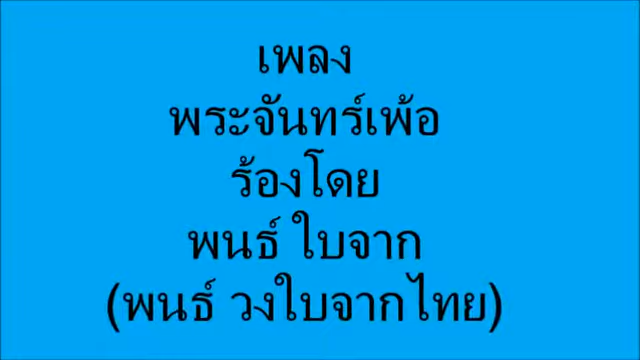 เพลง
พระจันทร์เพ้อ
ร้องโดย
พนธ์ ใบจาก
(พนธ์ วงใบจากไทย)